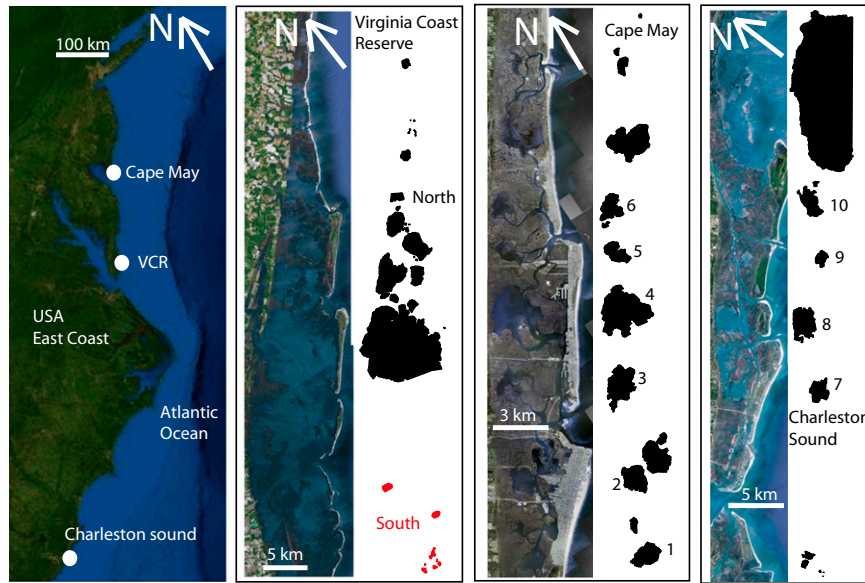 N
100 km
Cape May
VCR
USA
East Coast
Atlantic
Ocean
Charleston sound
N
Virginia Coast
Reserve
North
South
5 km
N
Cape May
6
5
4
3
3 km
2
1
N
10
9
8
7
Charleston
Sound
5 km